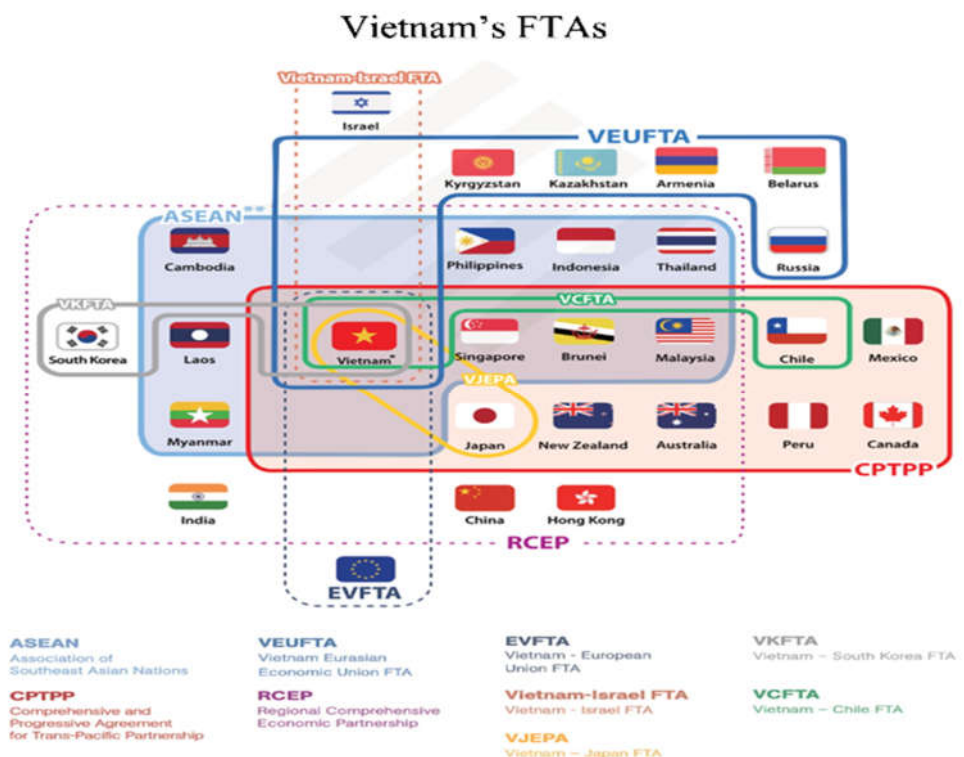 Vietnam's FTAs
Vietnam-Israel FTA
Israel
VEUFTA
Kyrgyzstan
Kazakhstan
Armenia
Belarus
ASEAN**
Cambodia
Philippines
Indonesia
Thailand
Russia
VKFTA
VCFTA
South Korea
Laos
Vietnam*
Singapore
Brunei
Malaysia
Chile
Mexico
VJEPA
Myanmar
Japan
New Zealand
Australia
Peru
Canada
CPTPP
India
China
Hong Kong
RCEP
EVFTA
ASEAN
Association of
Southeast Asian Nations
CPTPP
Comprehensive and
Progressive Agreement
for Trans-Pacific Partnership
VEUFTA
Vietnam Eurasian
Economic Union FTA
RCEP
Regional Comprehensive
Economic Partnership
EVFTA
Vietnam - European
Union FTA
Vietnam-Israel FTA
Vietnam - Israel FTA
VJEPA
Vietnam – Japan FTA
VKFTA
Vietnam – South Korea FTA
VCFTA
Vietnam – Chile FTA